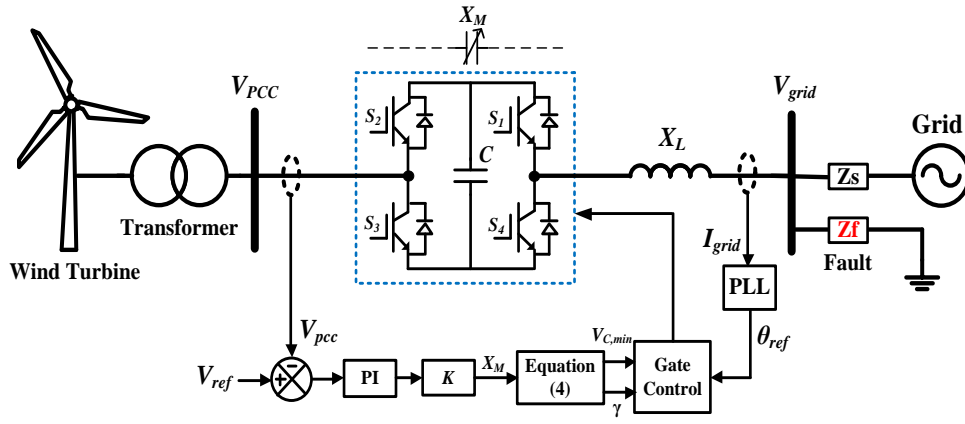 X_M
V_PCC
V_grid
Grid
S_2
S_1
C
X_L
Zs
Transformer
S_3
S_4
I_grid
Zf
Wind Turbine
Fault
PLL
V_pcc
V_C,min
θ_ref
V_ref
+
−
PI
K
X_M
Equation
(4)
Gate
Control
γ